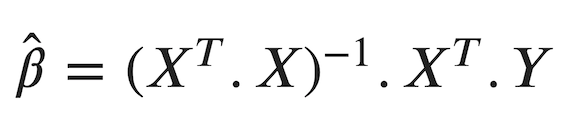 β̂ = (Xᵀ . X)⁻¹ . Xᵀ . Y